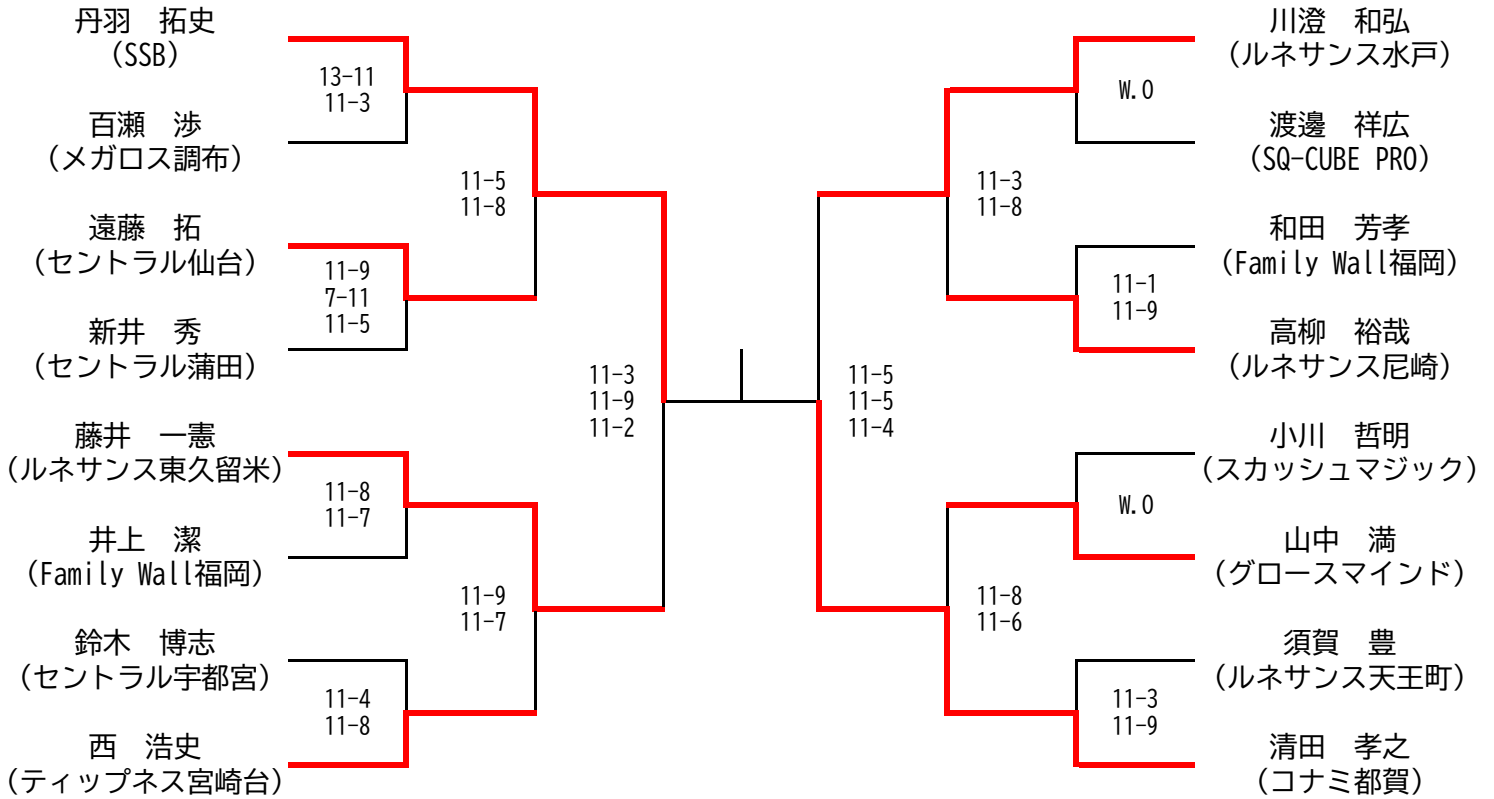 丹羽　拓史
（SSB）
13-11
11-3
百瀬　渉
（メガロス調布）
11-5
11-8
遠藤　拓
（セントラル仙台）
11-9
7-11
11-5
新井　秀
（セントラル蒲田）
11-3
11-9
11-2
藤井　一憲
（ルネサンス東久留米）
11-8
11-7
井上　潔
（Family Wall福岡）
11-9
11-7
鈴木　博志
（セントラル宇都宮）
11-4
11-8
西　浩史
（ティップネス宮崎台）
川澄　和弘
（ルネサンス水戸）
W.O
渡邊　祥広
（SQ-CUBE PRO）
11-3
11-8
和田　芳孝
（Family Wall福岡）
11-1
11-9
高柳　裕哉
（ルネサンス尼崎）
11-5
11-5
11-4
小川　哲明
（スカッシュマジック）
W.O
山中　満
（グロースマインド）
11-8
11-6
須賀　豊
（ルネサンス天王町）
11-3
11-9
清田　孝之
（コナミ都賀）